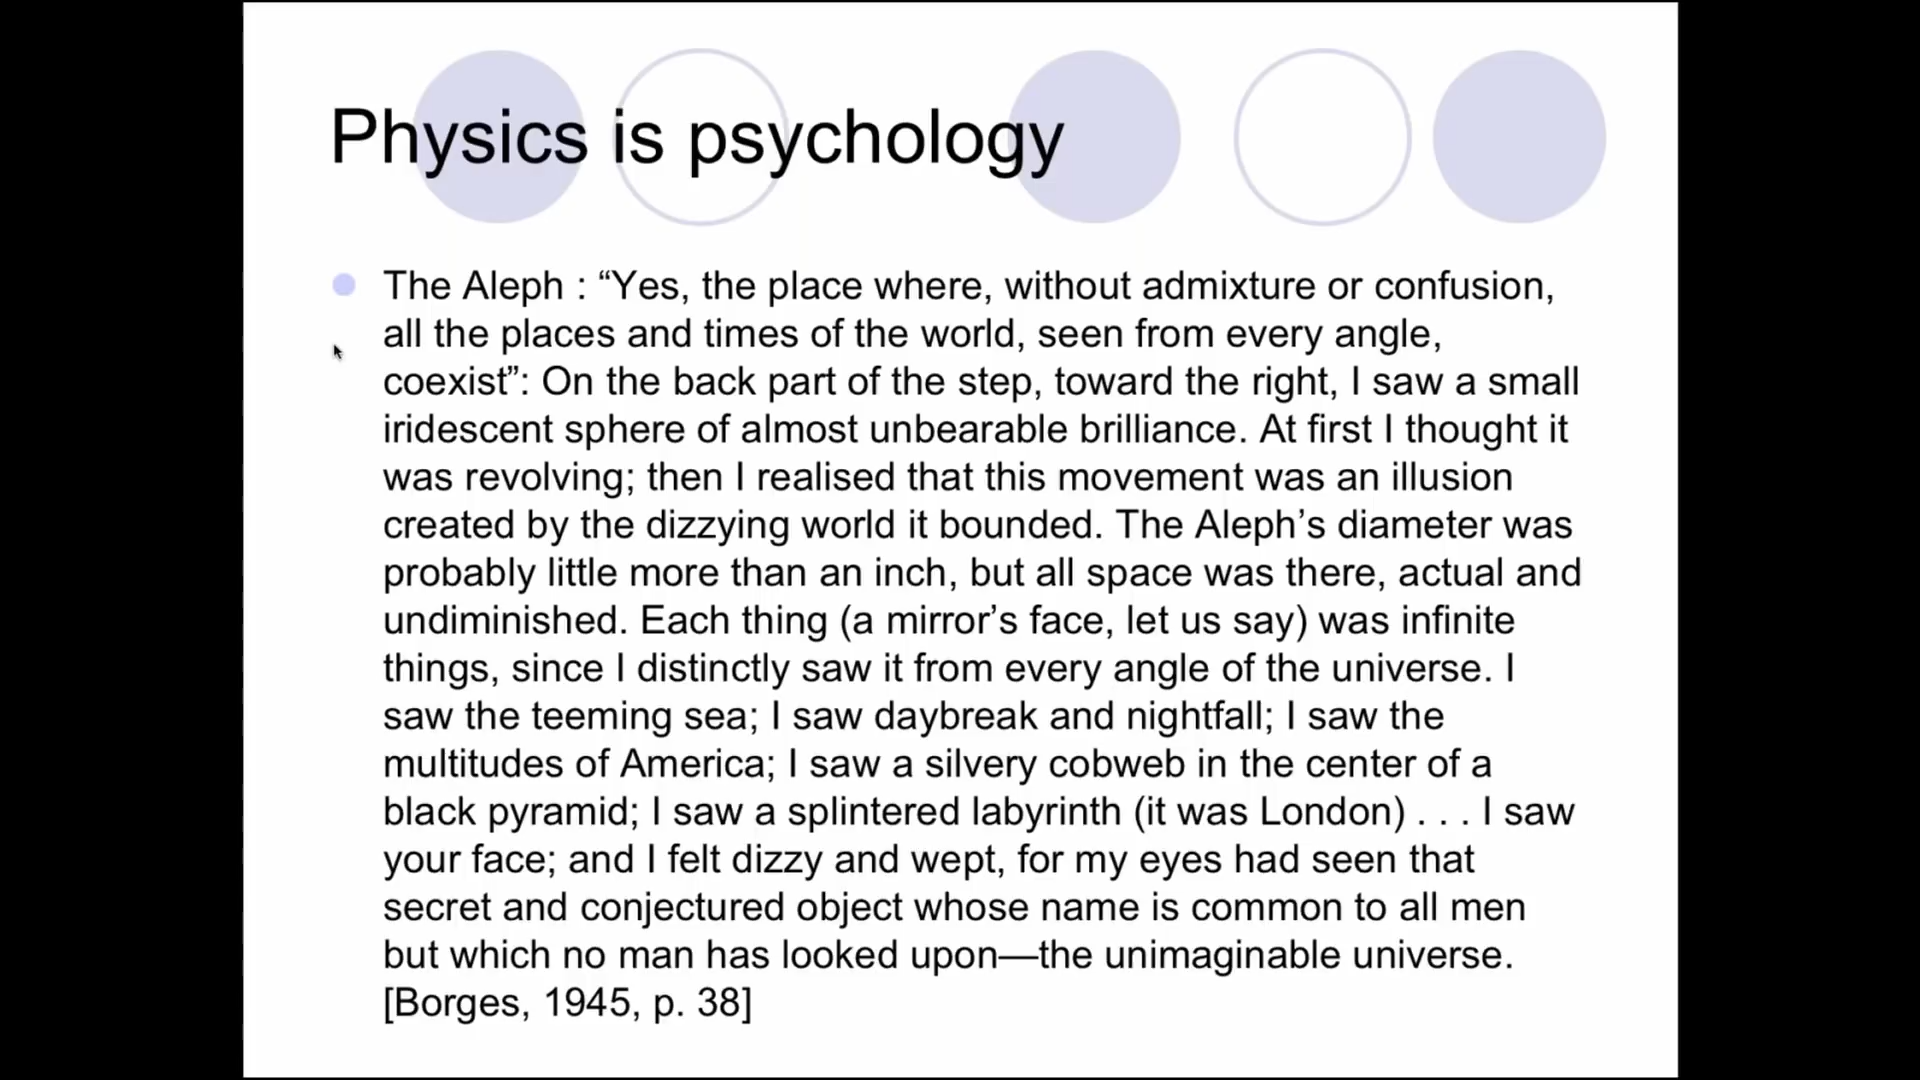 Physics is psychology
The Aleph : “Yes, the place where, without admixture or confusion,
all the places and times of the world, seen from every angle,
coexist”: On the back part of the step, toward the right, I saw a small
iridescent sphere of almost unbearable brilliance. At first I thought it
was revolving; then I realised that this movement was an illusion
created by the dizzying world it bounded. The Aleph’s diameter was
probably little more than an inch, but all space was there, actual and
undiminished. Each thing (a mirror’s face, let us say) was infinite
things, since I distinctly saw it from every angle of the universe. I
saw the teeming sea; I saw daybreak and nightfall; I saw the
multitudes of America; I saw a silvery cobweb in the center of a
black pyramid; I saw a splintered labyrinth (it was London) . . . I saw
your face; and I felt dizzy and wept, for my eyes had seen that
secret and conjectured object whose name is common to all men
but which no man has looked upon—the unimaginable universe.
[Borges, 1945, p. 38]